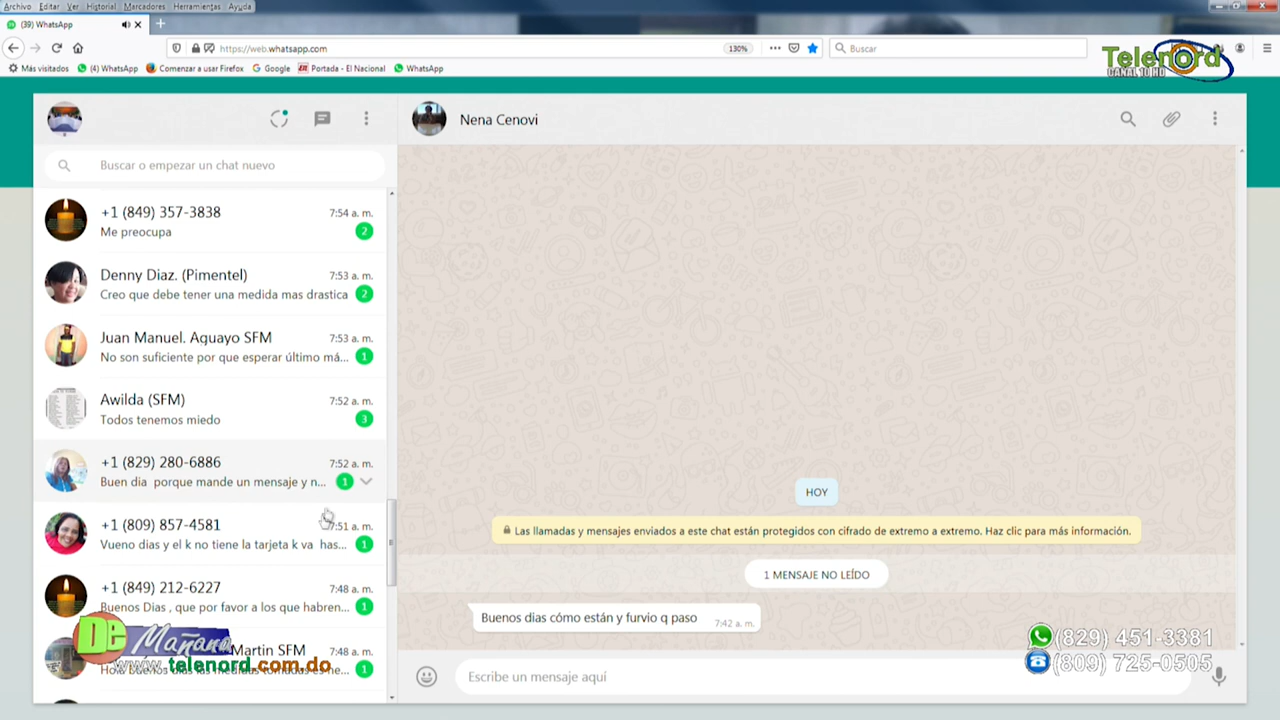 Archivo Editar Ver Historial Marcadores Herramientas Ayuda
(39) WhatsApp
https://web.whatsapp.com
130%
Buscar
Más visitados (4) WhatsApp Comenzar a usar Firefox Google Portada - El Nacional WhatsApp
Telenord
CANAL 10 HD
Nena Cenovi
Buscar o empezar un chat nuevo
+1 (849) 357-3838 7:54 a. m.
Me preocupa 2
Denny Diaz. (Pimentel) 7:53 a. m.
Creo que debe tener una medida mas drastica 2
Juan Manuel. Aguayo SFM 7:53 a. m.
No son suficiente por que esperar último má... 1
Awilda (SFM) 7:52 a. m.
Todos tenemos miedo 3
+1 (829) 280-6886 7:52 a. m.
Buen dia porque mande un mensaje y n... 1
+1 (809) 857-4581 7:51 a. m.
Vueno dias y el k no tiene la tarjeta k va has... 1
+1 (849) 212-6227 7:48 a. m.
Buenos Dias , que por favor a los que habren... 1
Martin SFM 7:48 a. m.
1
HOY
Las llamadas y mensajes enviados a este chat están protegidos con cifrado de extremo a extremo. Haz clic para más información.
1 MENSAJE NO LEÍDO
Buenos dias cómo están y furvio q paso 7:42 a. m.
De Mañana
www.telenord.com.do
(829) 451-3381
(809) 725-0505
Escribe un mensaje aquí